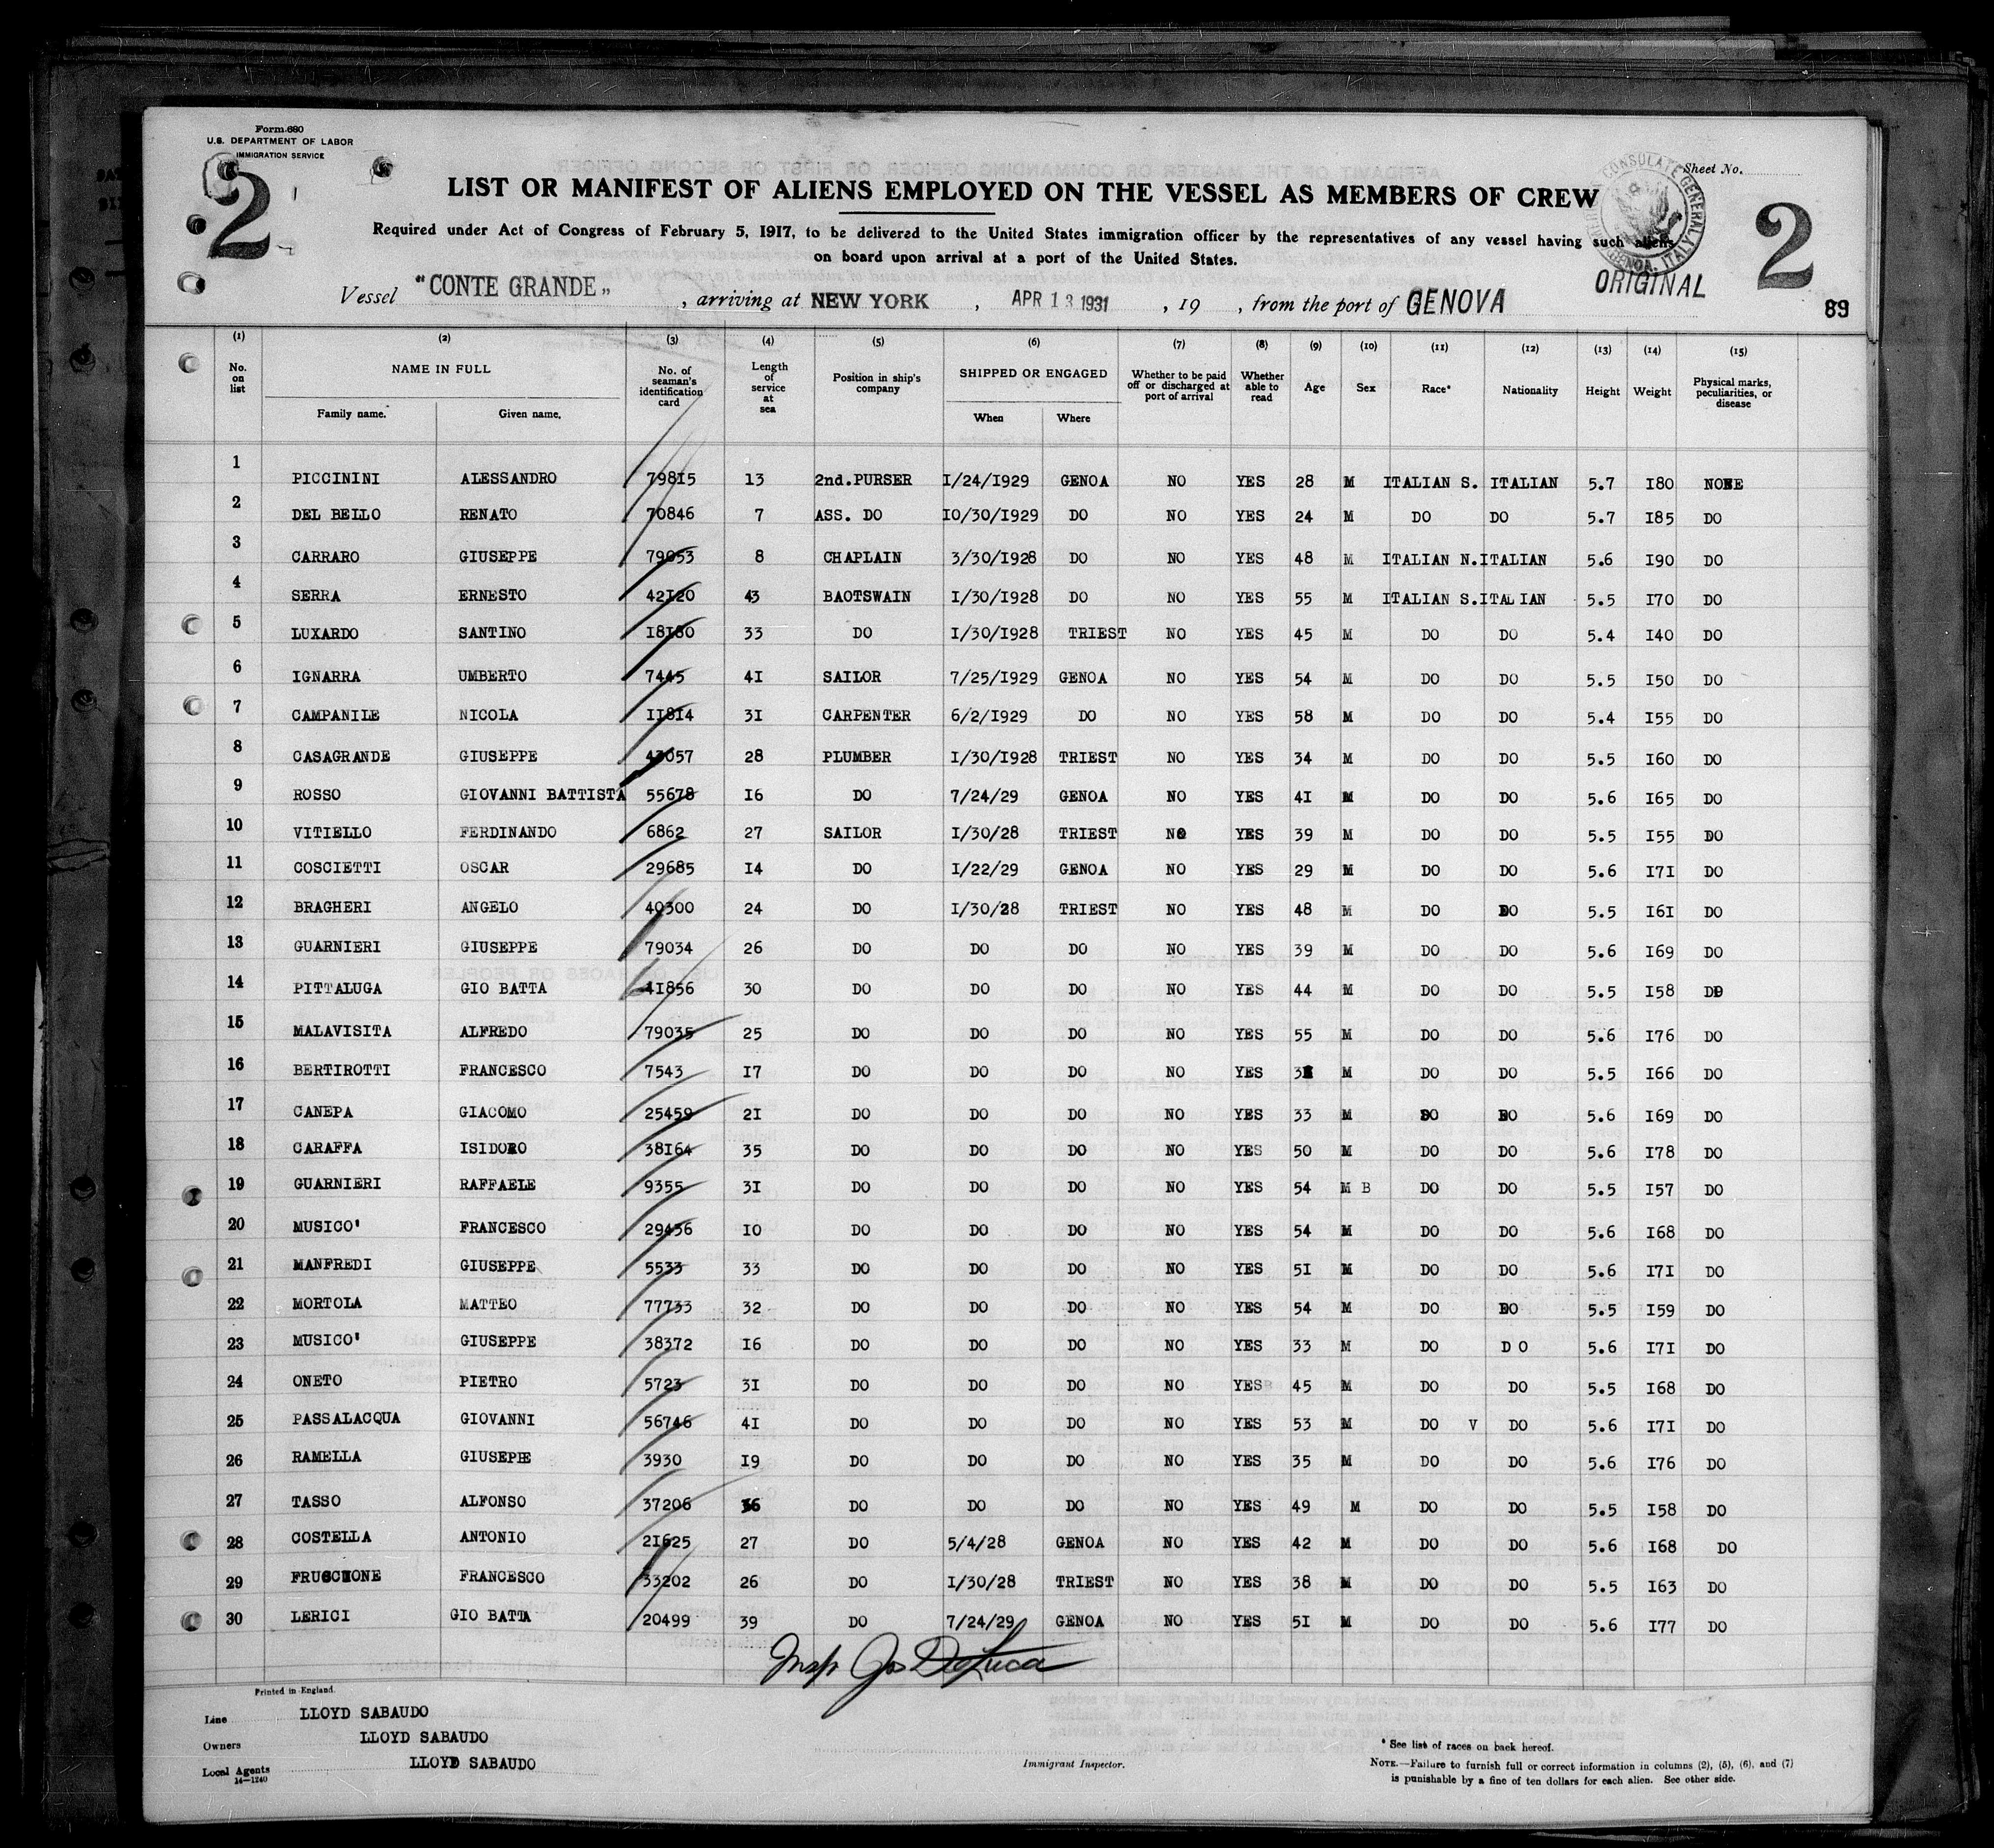 Form 680
U.S. DEPARTMENT OF LABOR
IMMIGRATION SERVICE
Sheet No.
2
2
LIST OR MANIFEST OF ALIENS EMPLOYED ON THE VESSEL AS MEMBERS OF CREW
CONSULATE GENERAL GENOA, ITALY
Required under Act of Congress of February 5, 1917, to be delivered to the United States immigration officer by the representatives of any vessel having such aliens
on board upon arrival at a port of the United States.
ORIGINAL
Vessel "CONTE GRANDE" , arriving at NEW YORK , APR 13 1931 , 19 , from the port of GENOVA
89
(1) (2) (3) (4) (5) (6) (7) (8) (9) (10) (11) (12) (13) (14) (15)
No. on list NAME IN FULL Family name. Given name. No. of seaman's identification card Length of service at sea Position in ship's company SHIPPED OR ENGAGED When Where Whether to be paid off or discharged at port of arrival Whether able to read Age Sex Race* Nationality Height Weight Physical marks, peculiarities, or disease
1 PICCININI ALESSANDRO 79815 13 2nd.PURSER 1/24/1929 GENOA NO YES 28 M ITALIAN S. ITALIAN 5.7 180 NONE
2 DEL BELLO RENATO 70846 7 ASS. DO 10/30/1929 DO NO YES 24 M DO DO 5.7 185 DO
3 CARRARO GIUSEPPE 79053 8 CHAPLAIN 3/30/1928 DO NO YES 48 M ITALIAN N. ITALIAN 5.6 190 DO
4 SERRA ERNESTO 42120 43 BAOTSWAIN 1/30/1928 DO NO YES 55 M ITALIAN S. ITALIAN 5.5 170 DO
5 LUXARDO SANTINO 18180 33 DO 1/30/1928 TRIEST NO YES 45 M DO DO 5.4 140 DO
6 IGNARRA UMBERTO 7445 41 SAILOR 7/25/1929 GENOA NO YES 54 M DO DO 5.5 150 DO
7 CAMPANILE NICOLA 11814 31 CARPENTER 6/2/1929 DO NO YES 58 M DO DO 5.4 155 DO
8 CASAGRANDE GIUSEPPE 43057 28 PLUMBER 1/30/1928 TRIEST NO YES 34 M DO DO 5.5 160 DO
9 ROSSO GIOVANNI BATTISTA 55678 16 DO 7/24/29 GENOA NO YES 41 M DO DO 5.6 165 DO
10 VITIELLO FERDINANDO 6862 27 SAILOR 1/30/28 TRIEST NO YES 39 M DO DO 5.5 155 DO
11 COSCIETTI OSCAR 29685 14 DO 1/22/29 GENOA NO YES 29 M DO DO 5.6 171 DO
12 BRAGHERI ANGELO 40300 24 DO 1/30/28 TRIEST NO YES 48 M DO DO 5.5 161 DO
13 GUARNIERI GIUSEPPE 79034 26 DO DO DO NO YES 39 M DO DO 5.6 169 DO
14 PITTALUGA GIO BATTA 41856 30 DO DO DO NO YES 44 M DO DO 5.5 158 DO
15 MALAVISITA ALFREDO 79035 25 DO DO DO NO YES 55 M DO DO 5.6 176 DO
16 BERTIROTTI FRANCESCO 7543 17 DO DO DO NO YES M DO DO 5.5 166 DO
17 CANEPA GIACOMO 25459 21 DO DO DO NO YES 33 M DO DO 5.6 169 DO
18 CARAFFA ISIDORO 38164 35 DO DO DO NO YES 50 M DO DO 5.6 178 DO
19 GUARNIERI RAFFAELE 9355 31 DO DO DO NO YES 54 M B DO DO 5.5 157 DO
20 MUSICO' FRANCESCO 29436 10 DO DO DO NO YES 54 M DO DO 5.6 168 DO
21 MANFREDI GIUSEPPE 5533 33 DO DO DO NO YES 51 M DO DO 5.6 171 DO
22 MORTOLA MATTEO 77733 32 DO DO DO NO YES 54 M DO DO 5.5 159 DO
23 MUSICO' GIUSEPPE 38372 16 DO DO DO NO YES 33 M DO D O 5.6 171 DO
24 ONETO PIETRO 5723 31 DO DO DO NO YES 45 M DO DO 5.5 168 DO
25 PASSALACQUA GIOVANNI 56746 41 DO DO DO NO YES 53 M DO V DO 5.6 171 DO
26 RAMELLA GIUSEPPE 3930 19 DO DO DO NO YES 35 M DO DO 5.6 176 DO
27 TASSO ALFONSO 37206 36 DO DO DO NO YES 49 M DO DO 5.5 158 DO
28 COSTELLA ANTONIO 21625 27 DO 5/4/28 GENOA NO YES 42 M DO DO 5.6 168 DO
29 FRUSCIONE FRANCESCO 33202 26 DO 1/30/28 TRIEST NO YES 38 M DO DO 5.5 163 DO
30 LERICI GIO BATTA 20499 39 DO 7/24/29 GENOA NO YES 51 M DO DO 5.6 177 DO
Insp Jos DeLuca
Printed in England.
Line LLOYD SABAUDO
Owners LLOYD SABAUDO
Local Agents LLOYD SABAUDO
14-1240
Immigrant Inspector.
* See list of races on back hereof.
NOTE.—Failure to furnish full or correct information in columns (2), (5), (6), and (7)
is punishable by a fine of ten dollars for each alien. See other side.